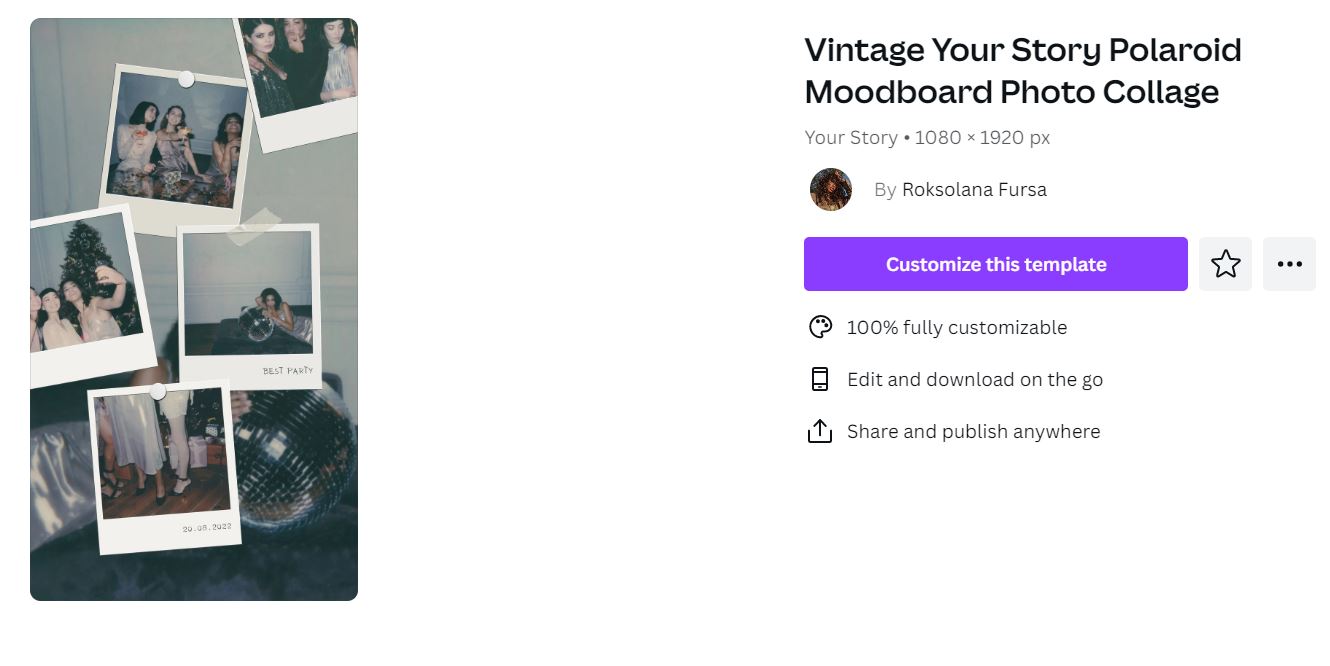 BEST PARTY
20.08.2022
Vintage Your Story Polaroid
Moodboard Photo Collage
Your Story • 1080 × 1920 px
By Roksolana Fursa
Customize this template
100% fully customizable
Edit and download on the go
Share and publish anywhere